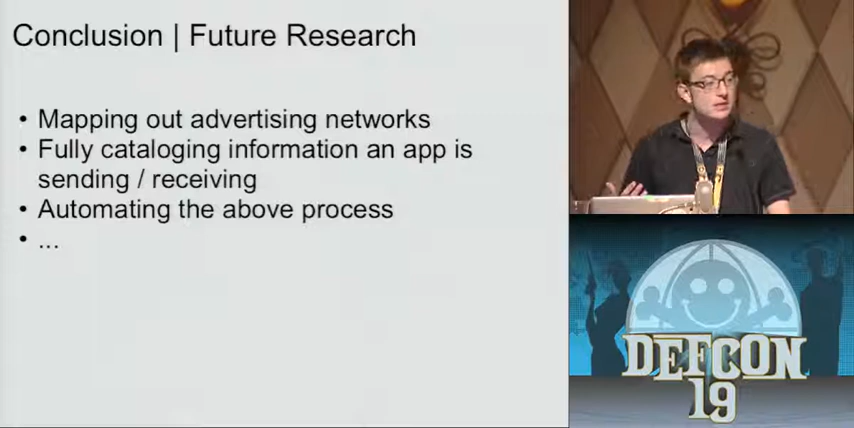 Conclusion | Future Research
• Mapping out advertising networks
• Fully cataloging information an app is
sending / receiving
• Automating the above process
• ...
DEFCON
19